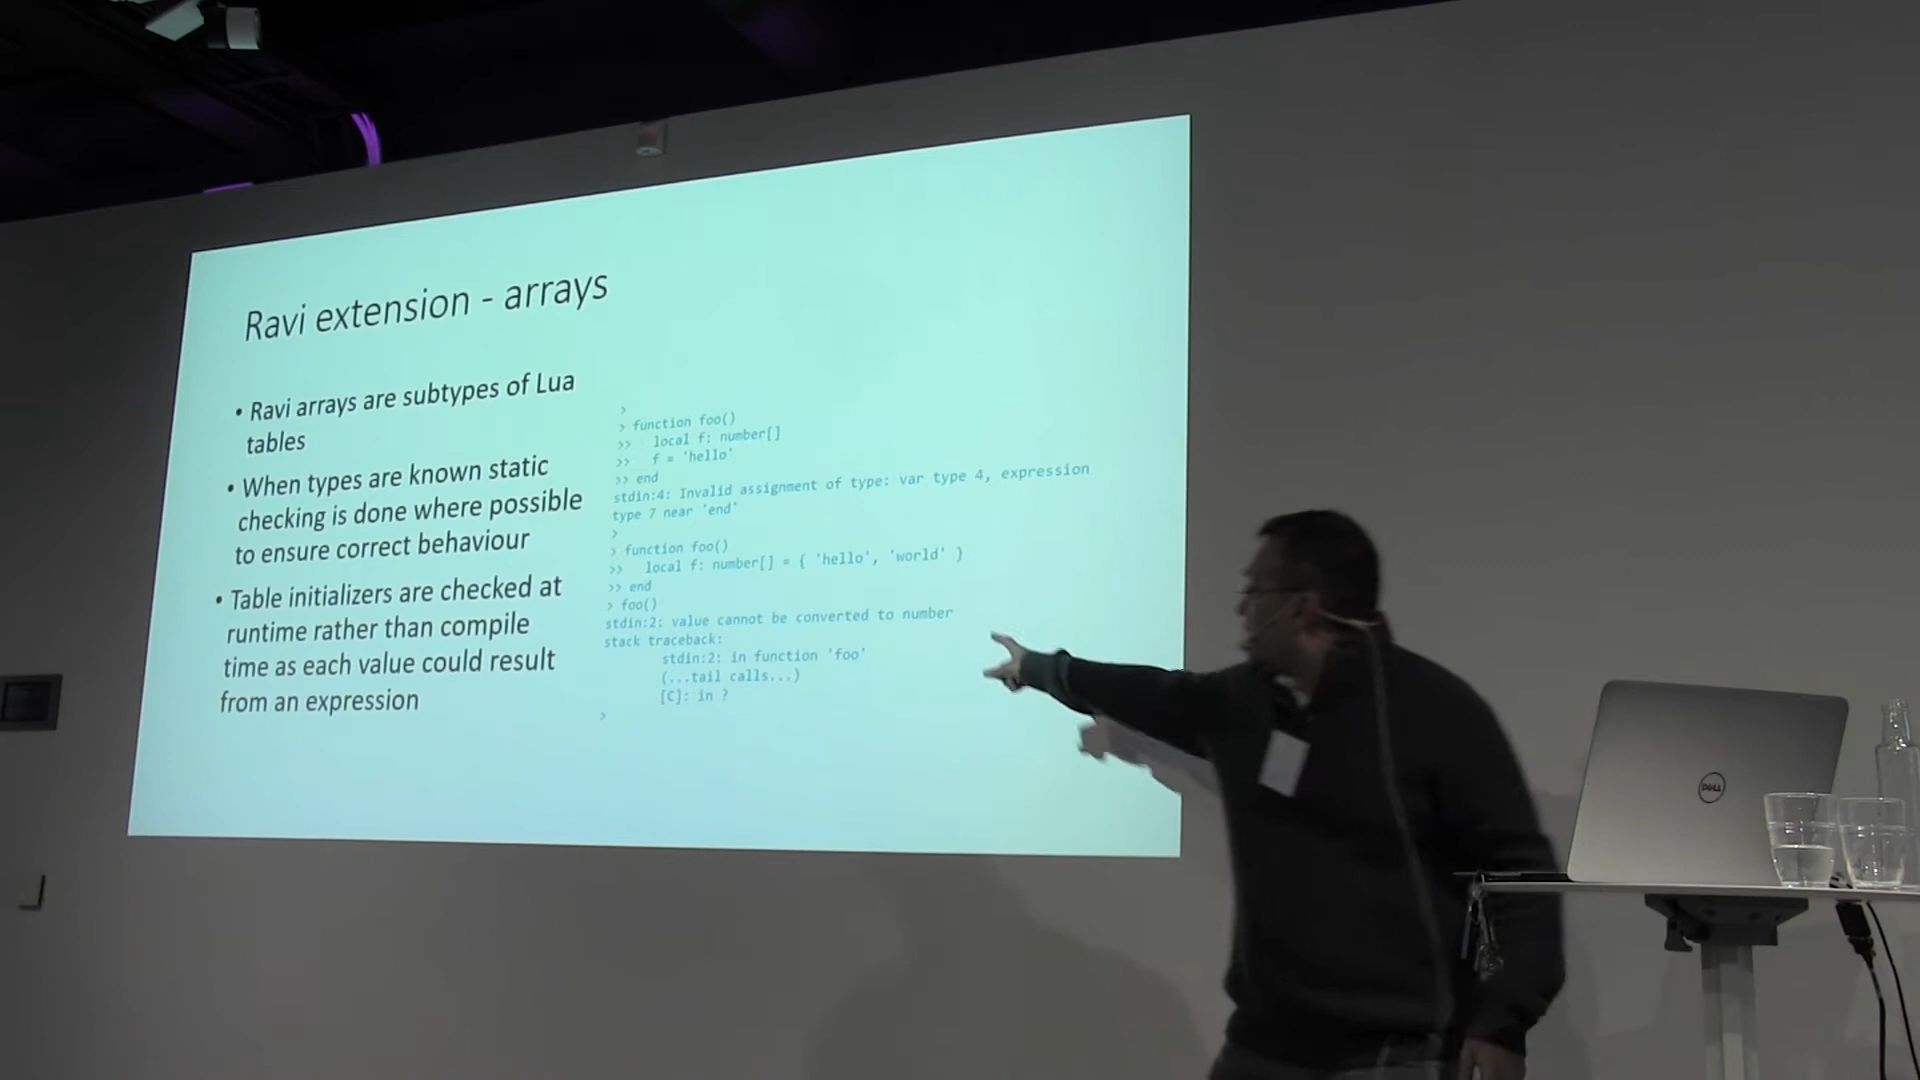 Ravi extension - arrays
• Ravi arrays are subtypes of Lua
tables
• When types are known static
checking is done where possible
to ensure correct behaviour
• Table initializers are checked at
runtime rather than compile
time as each value could result
from an expression
>
> function foo()
>> local f: number[]
>> f = 'hello'
>> end
stdin:4: Invalid assignment of type: var type 4, expression
type 7 near 'end'
>
> function foo()
>> local f: number[] = { 'hello', 'world' }
>> end
> foo()
stdin:2: value cannot be converted to number
stack traceback:
stdin:2: in function 'foo'
(...tail calls...)
[C]: in ?
>
DELL